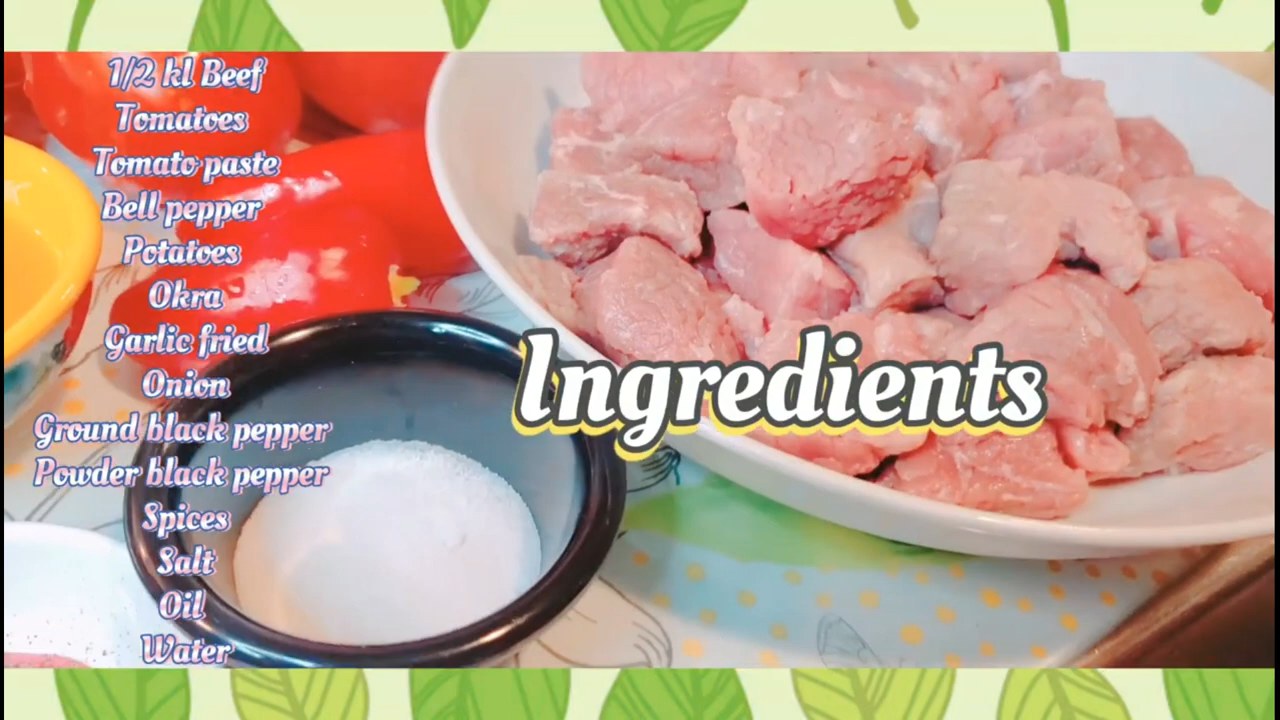 1/2 kl Beef
Tomatoes
Tomato paste
Bell pepper
Potatoes
Okra
Garlic fried
Onion
Ground black pepper
Powder black pepper
Spices
Salt
Oil
Water
Ingredients